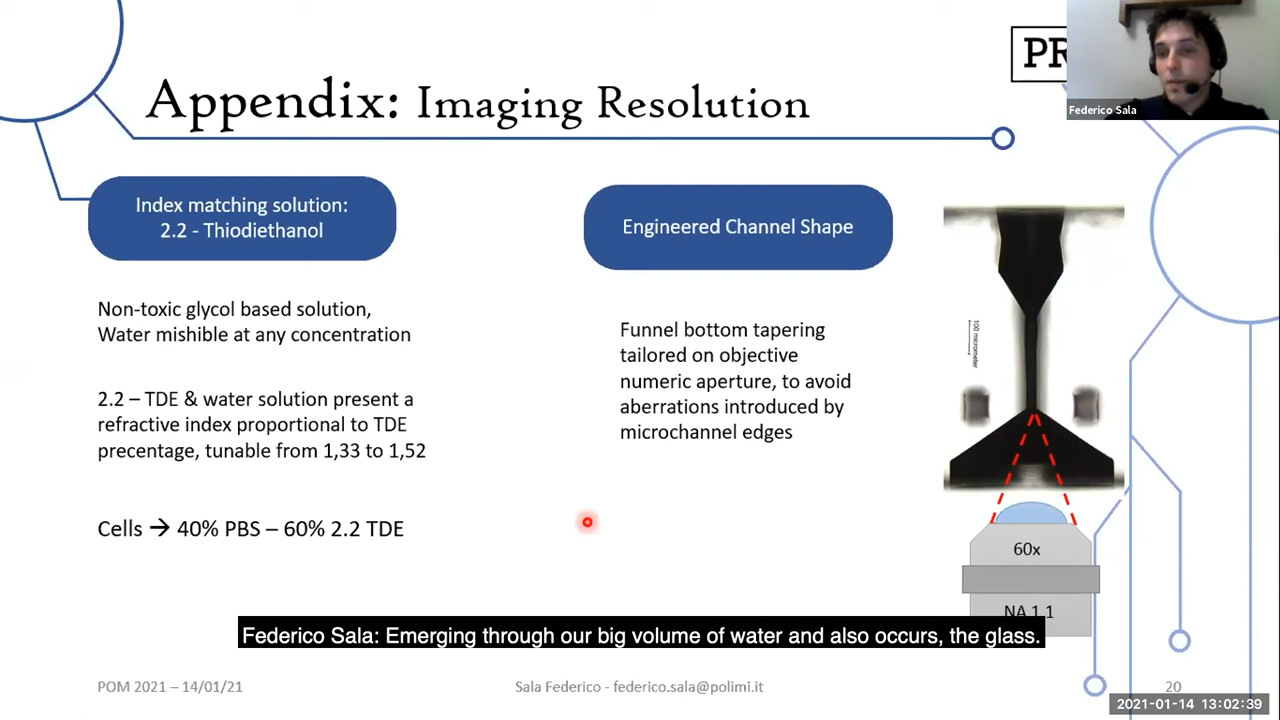 Appendix: Imaging Resolution
PR
Federico Sala
Index matching solution:
2.2 - Thiodiethanol
Engineered Channel Shape
Non-toxic glycol based solution,
Water mishible at any concentration
2.2 – TDE & water solution present a
refractive index proportional to TDE
precentage, tunable from 1,33 to 1,52
Cells → 40% PBS – 60% 2.2 TDE
Funnel bottom tapering
tailored on objective
numeric aperture, to avoid
aberrations introduced by
microchannel edges
100 micrometer
60x
NA 1.1
Federico Sala: Emerging through our big volume of water and also occurs, the glass.
POM 2021 – 14/01/21
Sala Federico - federico.sala@polimi.it
20
2021-01-14 13:02:39